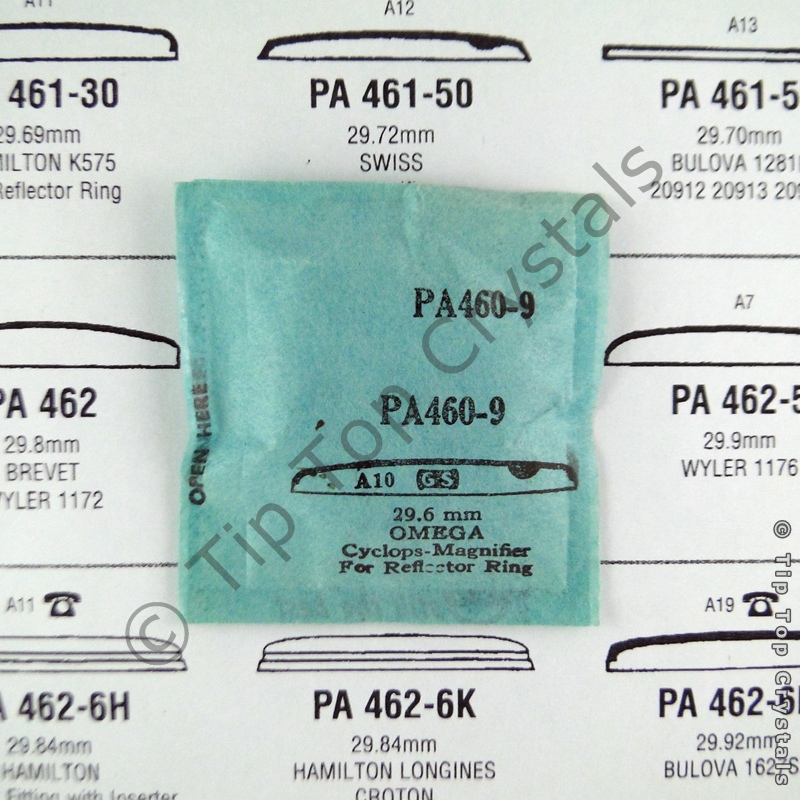 A11
A12
A13
461-30
PA 461-50
PA 461-5
29.69mm
29.72mm
29.70mm
MILTON K575
SWISS
BULOVA 1281
Reflector Ring
20912 20913 20
PA460-9
A7
OPEN HERE
PA460-9
PA 462
PA 462-5
A10 GS
29.8mm
29.9mm
BREVET
WYLER 1176
WYLER 1172
29.6 mm
OMEGA
Cyclops-Magnifier
For Reflector Ring
A11
A19
PA 462-6H
PA 462-6K
PA 462-6
29.84mm
29.84mm
29.92mm
HAMILTON
HAMILTON LONGINES
BULOVA 162
Fitting with Inserter
CROTON
© Tip Top Crystals
© Tip Top Crystals